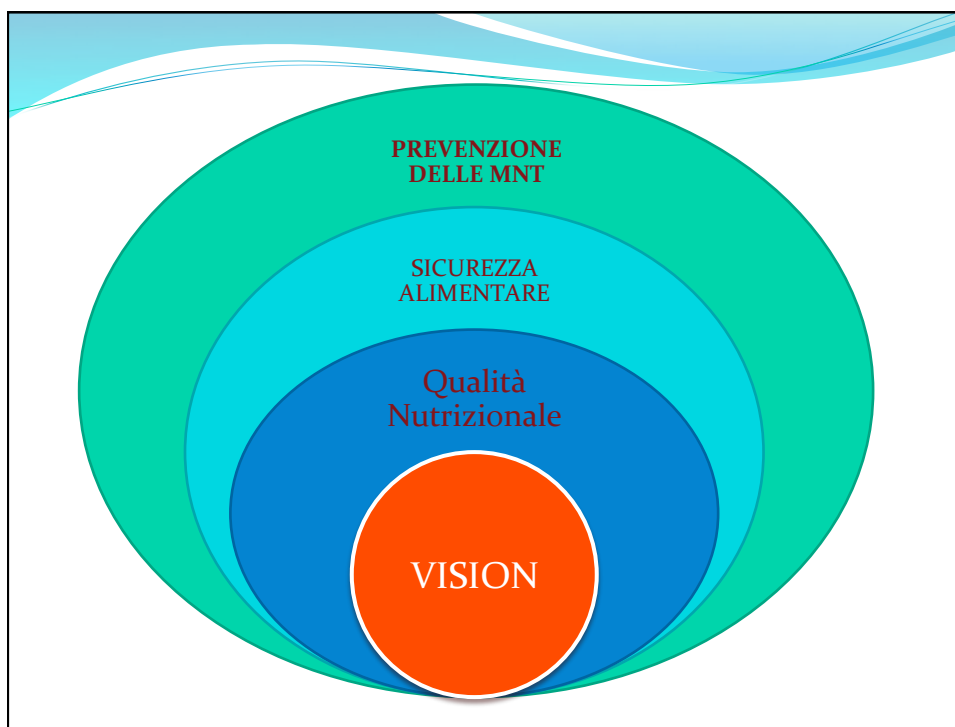 PREVENZIONE
DELLE MNT
SICUREZZA
ALIMENTARE
Qualità
Nutrizionale
VISION